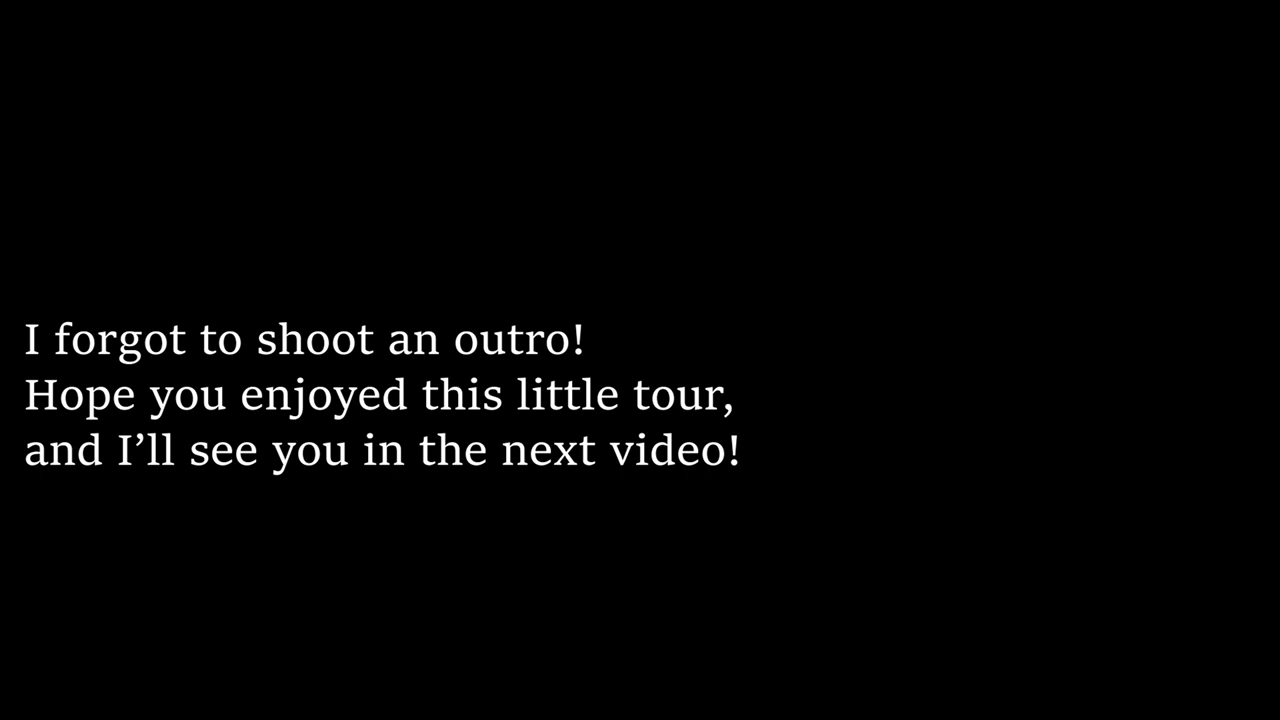 I forgot to shoot an outro!
Hope you enjoyed this little tour,
and I’ll see you in the next video!